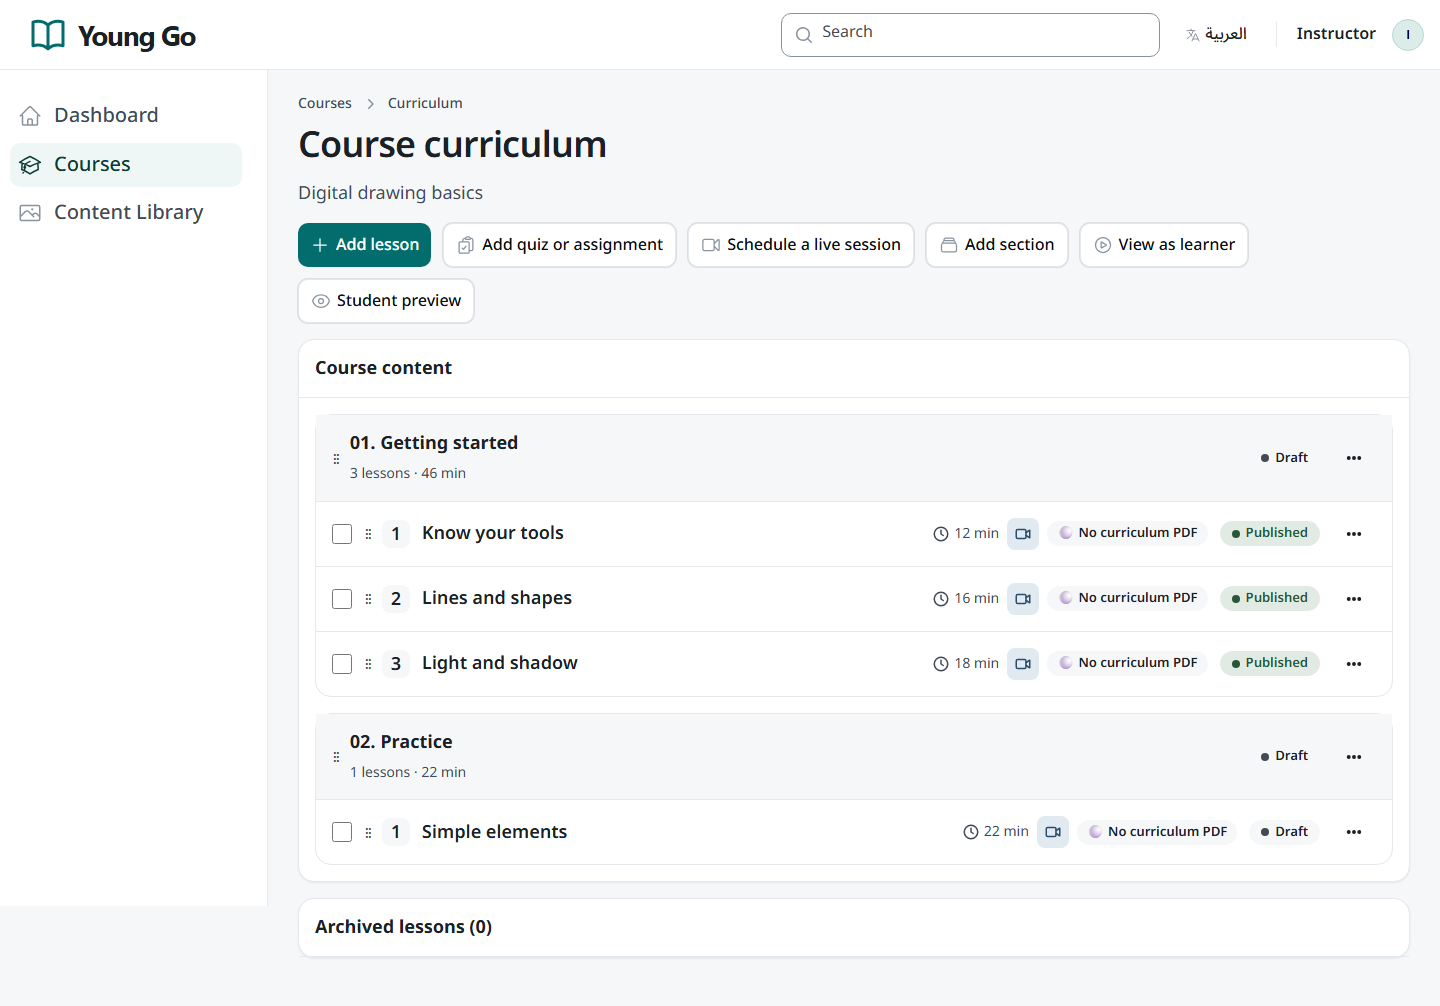 Young Go
Search
العربية
Instructor
I
Dashboard
Courses
Content Library
Courses
Curriculum
Course curriculum
Digital drawing basics
Add lesson
Add quiz or assignment
Schedule a live session
Add section
View as learner
Student preview
Course content
01. Getting started
3 lessons · 46 min
Draft
1 Know your tools 12 min No curriculum PDF Published
2 Lines and shapes 16 min No curriculum PDF Published
3 Light and shadow 18 min No curriculum PDF Published
02. Practice
1 lessons · 22 min
Draft
1 Simple elements 22 min No curriculum PDF Draft
Archived lessons (0)